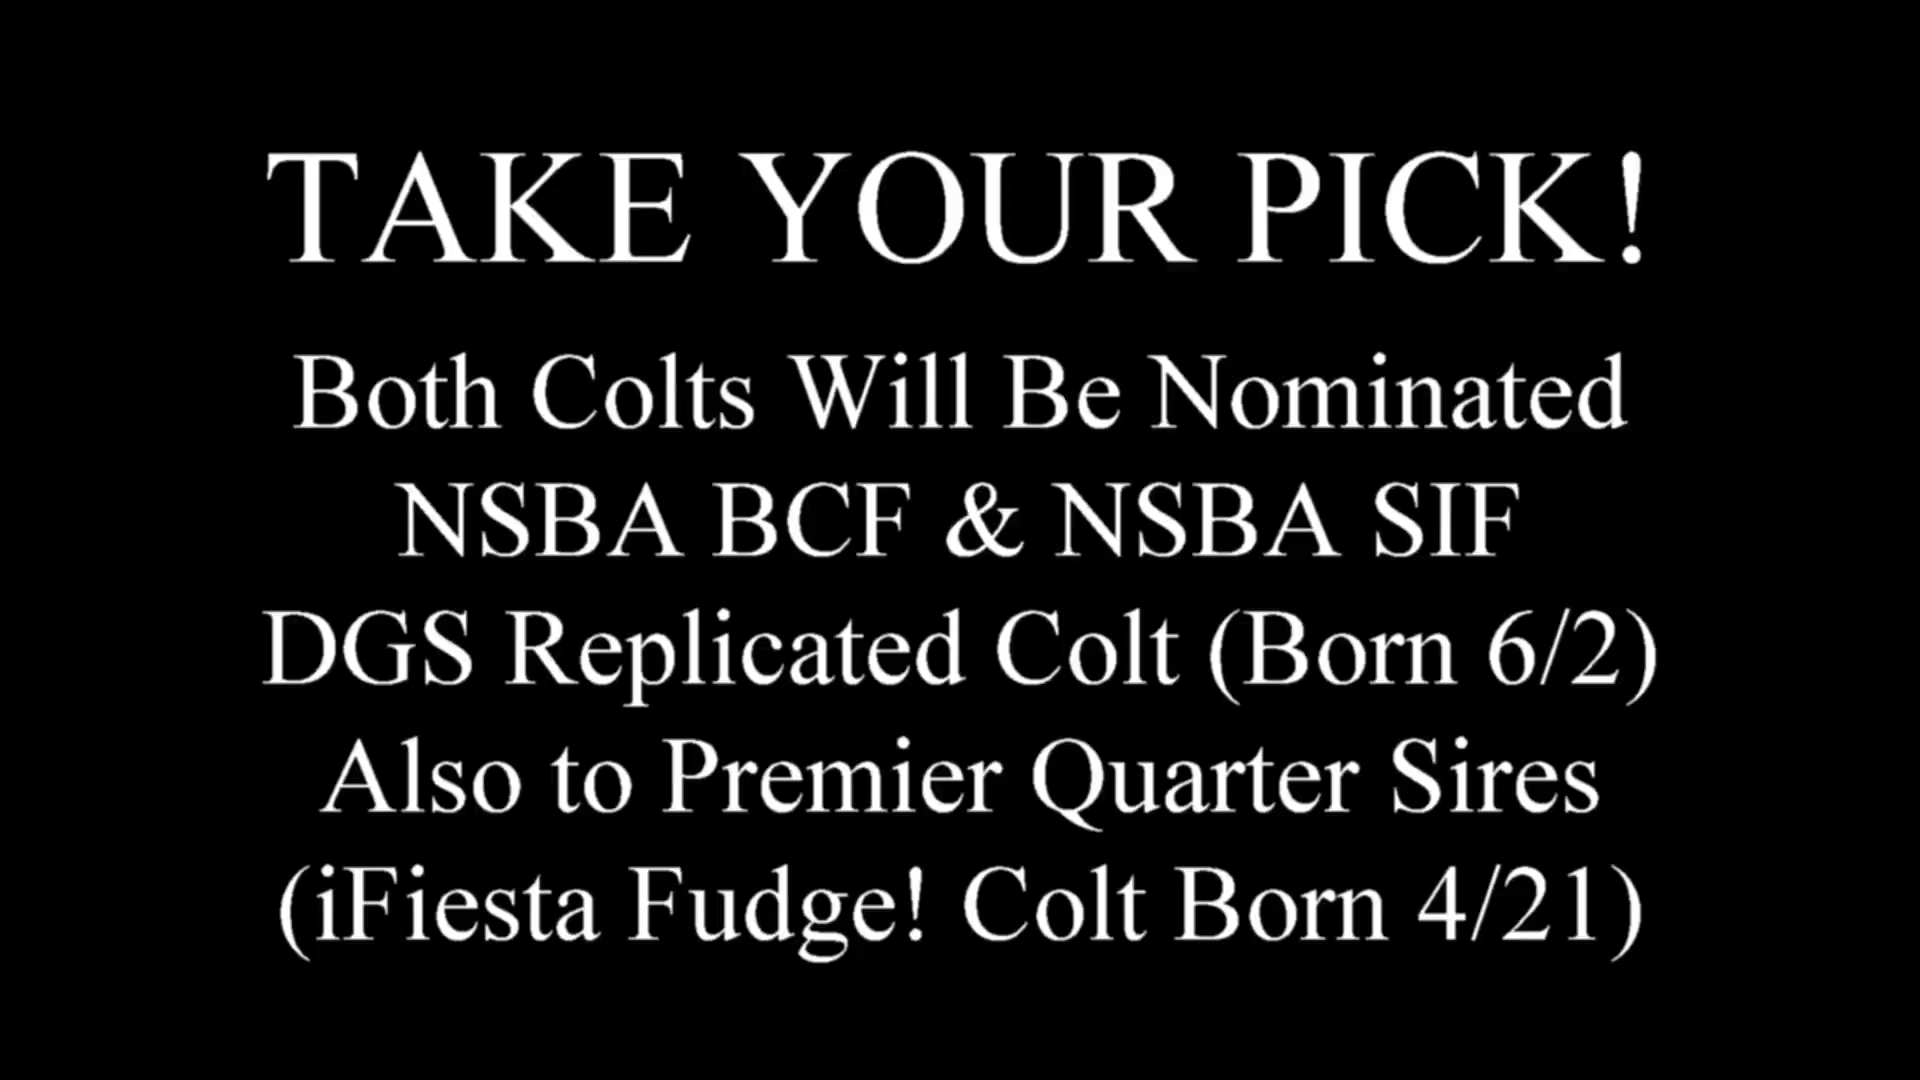 TAKE YOUR PICK!
Both Colts Will Be Nominated
NSBA BCF & NSBA SIF
DGS Replicated Colt (Born 6/2)
Also to Premier Quarter Sires
(iFiesta Fudge! Colt Born 4/21)